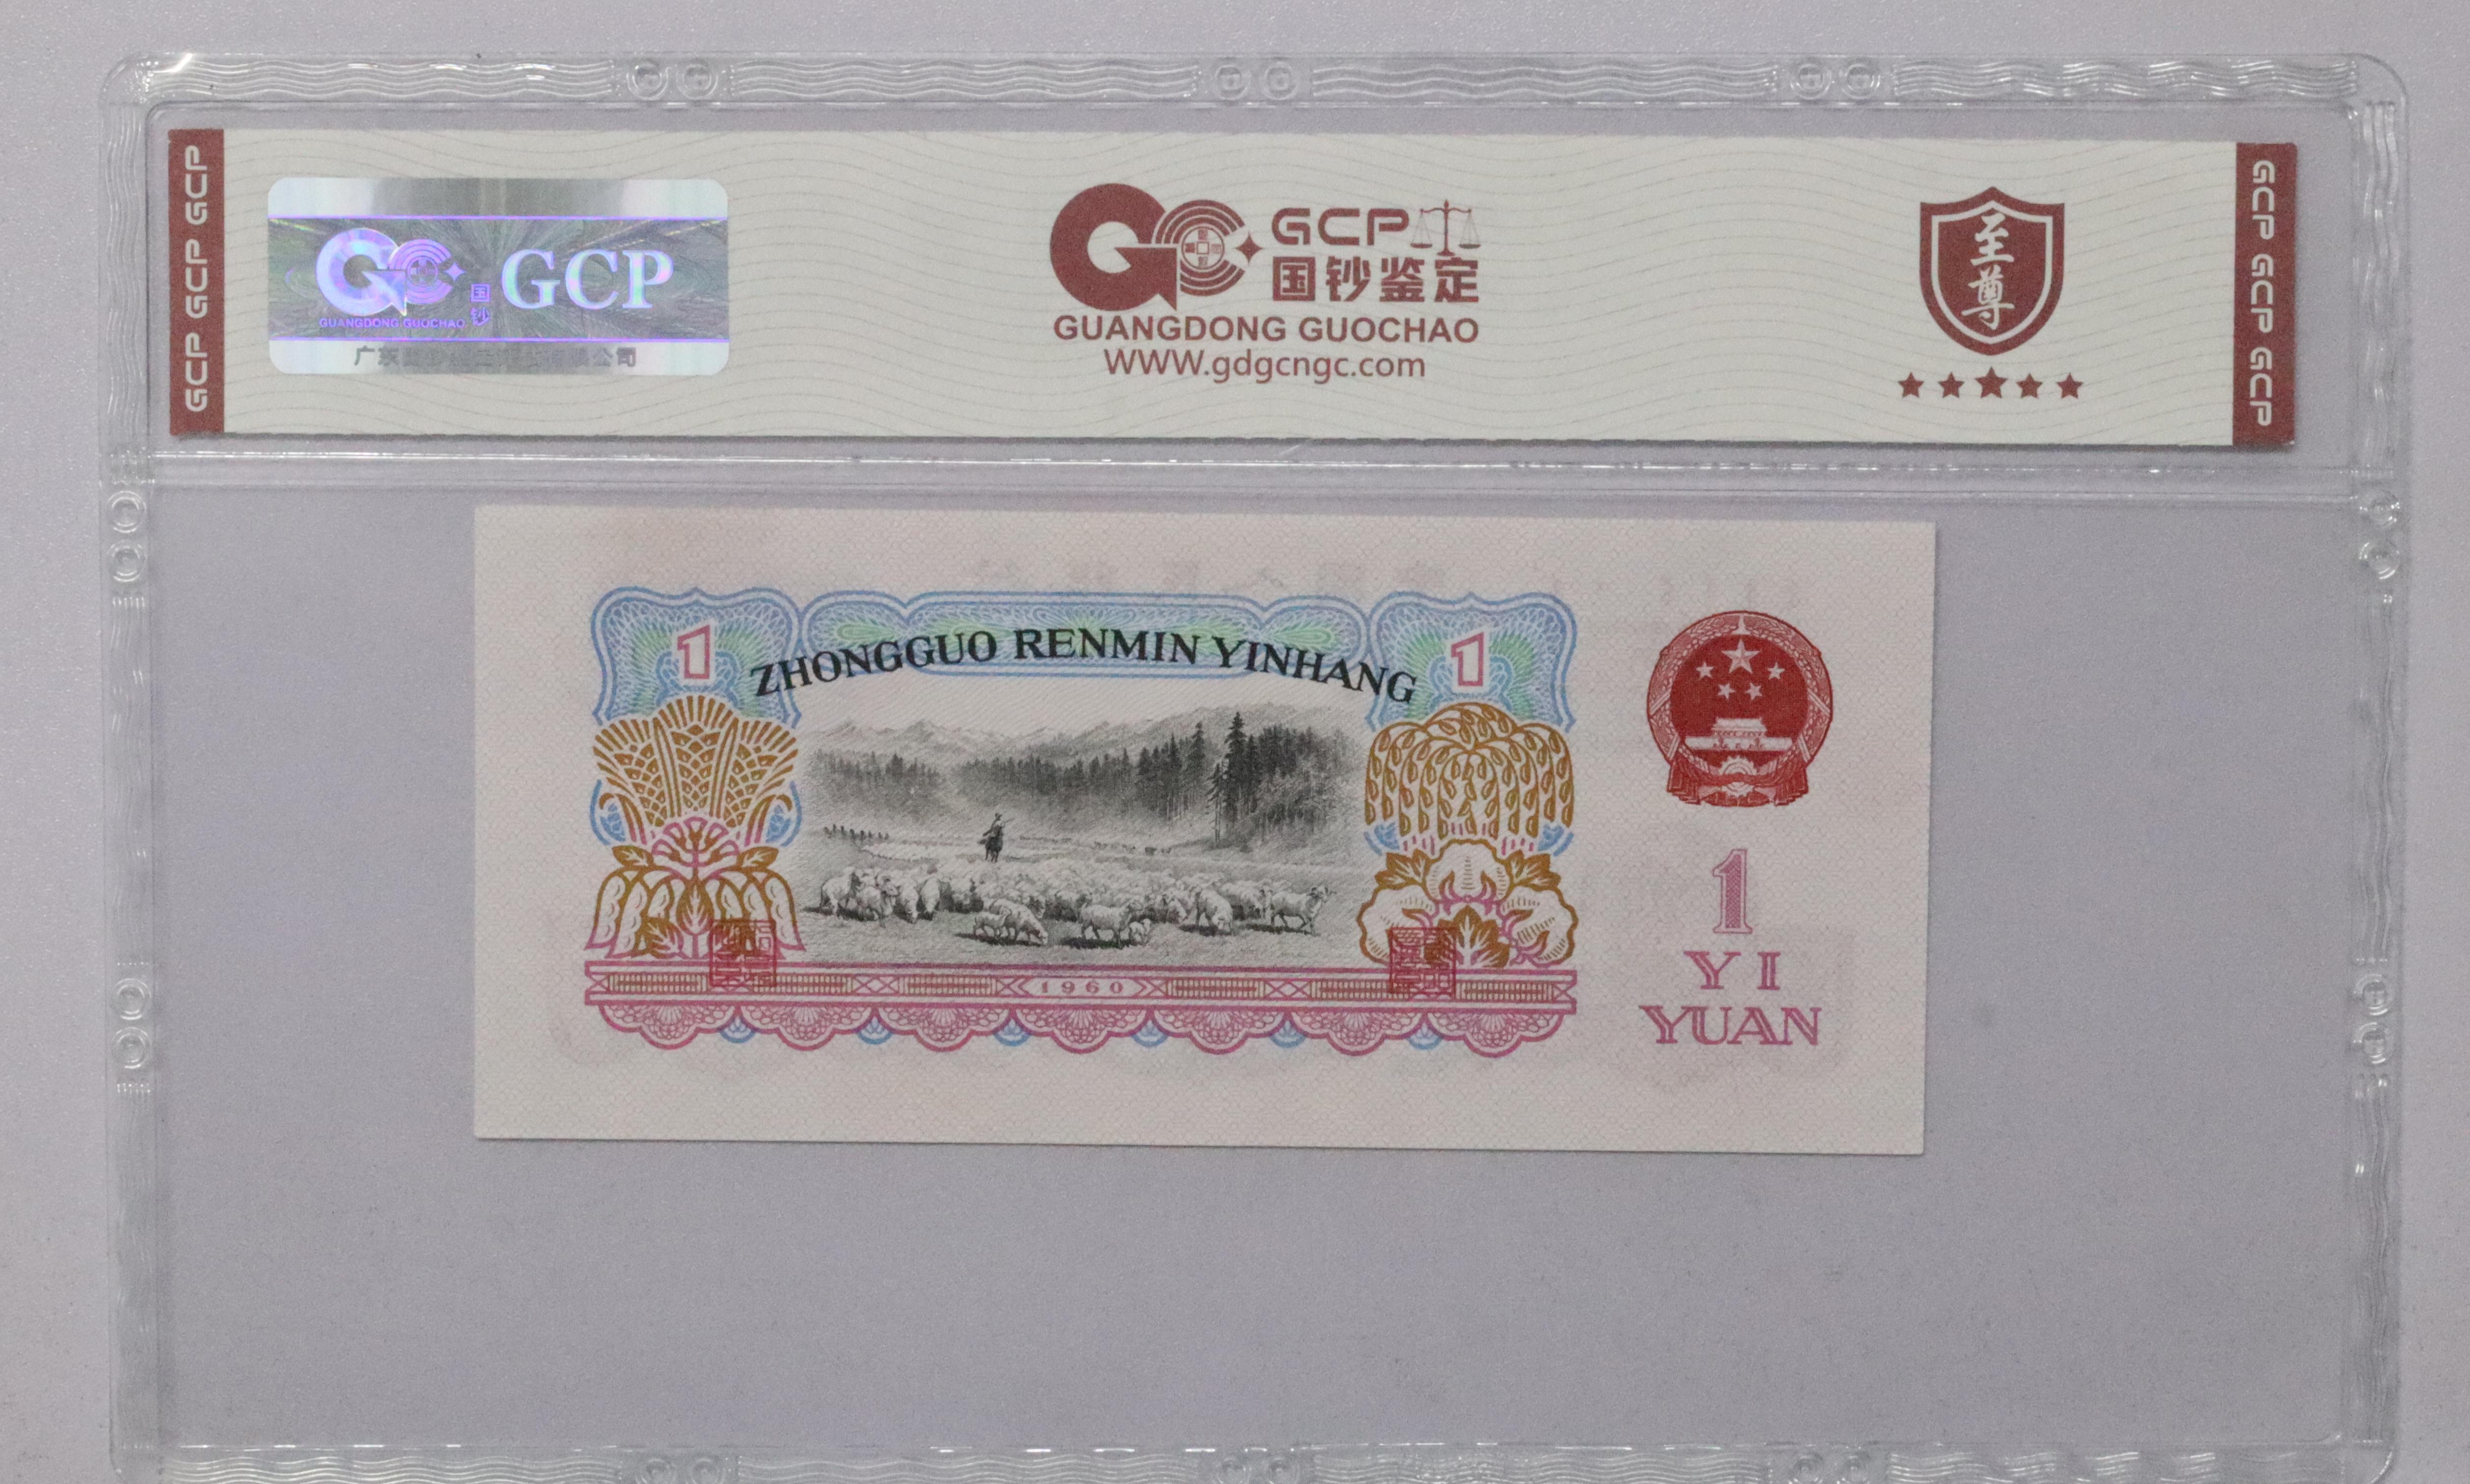 GCP GCP GCP
国钞
GCP
GUANGDONG GUOCHAO
GCP
国钞鉴定
GUANGDONG GUOCHAO
WWW.gdgcngc.com
至尊
GCP GCP GCP
1
ZHONGGUO RENMIN YINHANG
1
1960
1
YI
YUAN